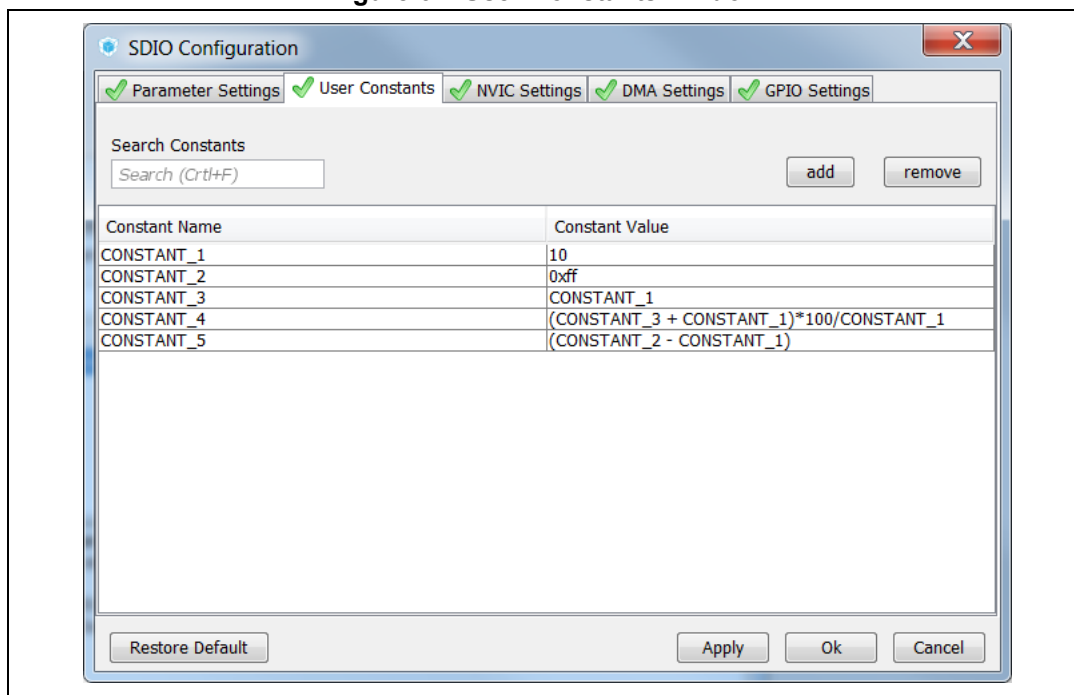 SDIO Configuration
Parameter Settings User Constants NVIC Settings DMA Settings GPIO Settings
Search Constants
Search (Crtl+F) add remove
Constant Name Constant Value
CONSTANT_1 10
CONSTANT_2 0xff
CONSTANT_3 CONSTANT_1
CONSTANT_4 (CONSTANT_3 + CONSTANT_1)*100/CONSTANT_1
CONSTANT_5 (CONSTANT_2 - CONSTANT_1)
Restore Default Apply Ok Cancel